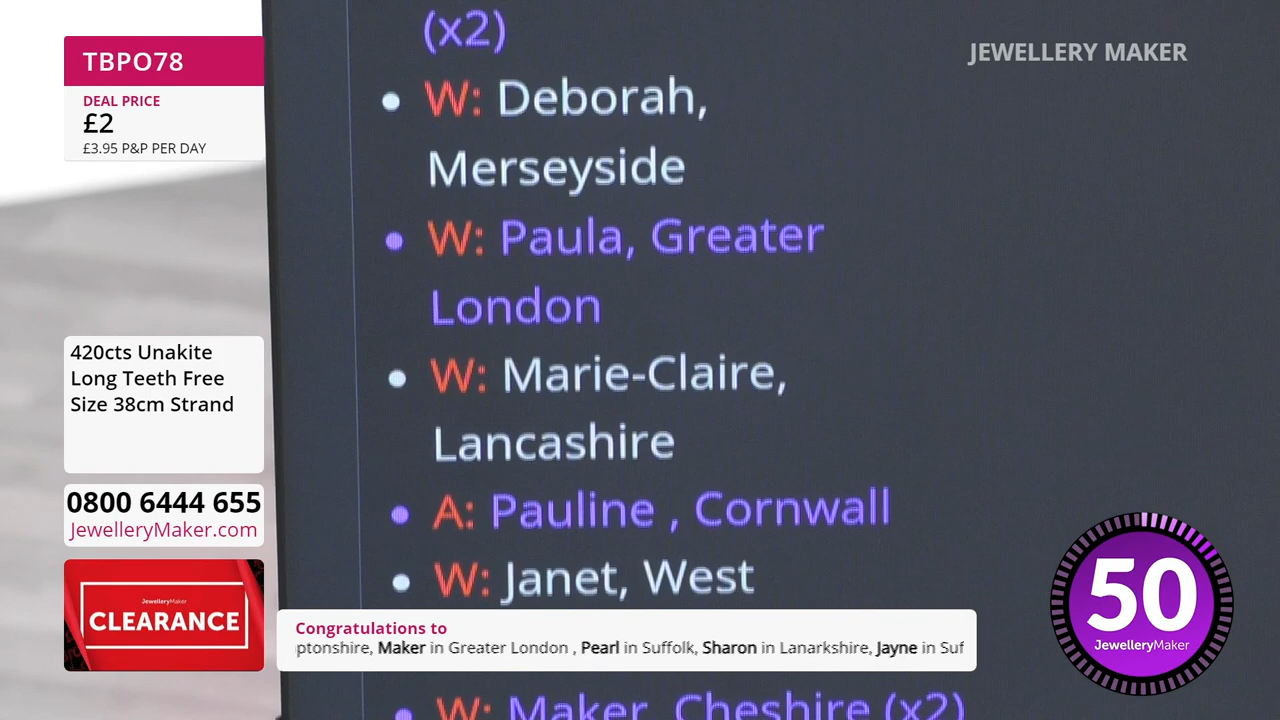 TBPO78
DEAL PRICE
£2
£3.95 P&P PER DAY
420cts Unakite
Long Teeth Free
Size 38cm Strand
0800 6444 655
JewelleryMaker.com
JewelleryMaker
CLEARANCE
JEWELLERY MAKER
(x2)
• W: Deborah,
Merseyside
• W: Paula, Greater
London
• W: Marie-Claire,
Lancashire
• A: Pauline , Cornwall
• W: Janet, West
• W: Maker, Cheshire (x2)
Congratulations to
ptonshire, Maker in Greater London , Pearl in Suffolk, Sharon in Lanarkshire, Jayne in Suf
50
JewelleryMaker